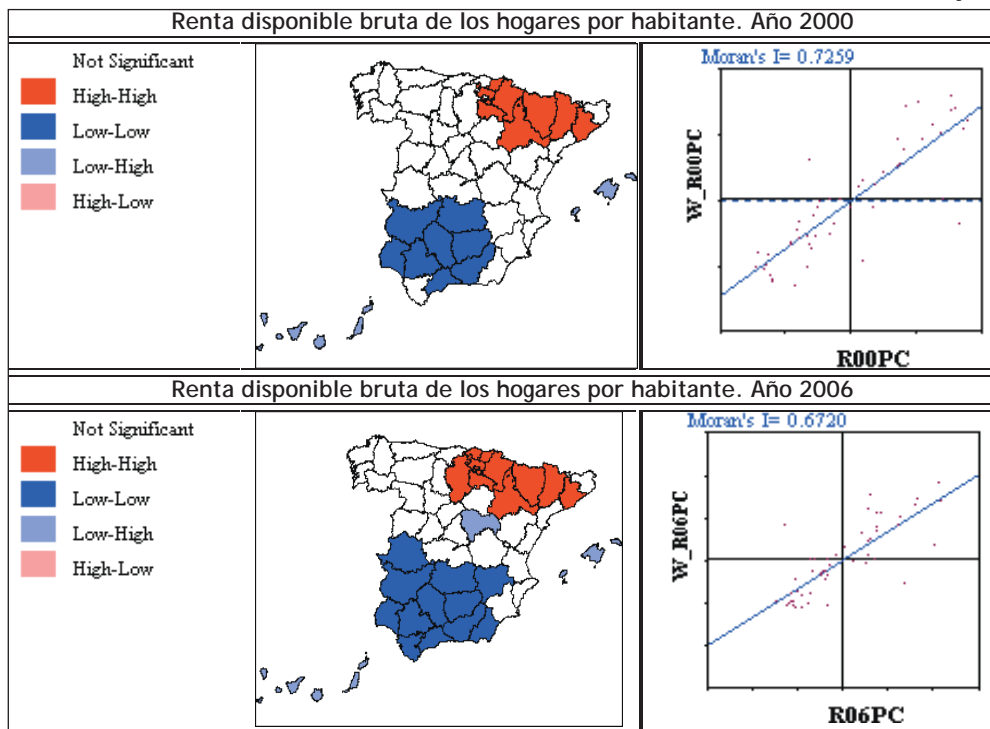 Renta disponible bruta de los hogares por habitante. Año 2000
Not Significant
High-High
Low-Low
Low-High
High-Low
Moran's I= 0.7259
W_R00PC
R00PC
Renta disponible bruta de los hogares por habitante. Año 2006
Not Significant
High-High
Low-Low
Low-High
High-Low
Moran's I= 0.6720
W_R06PC
R06PC